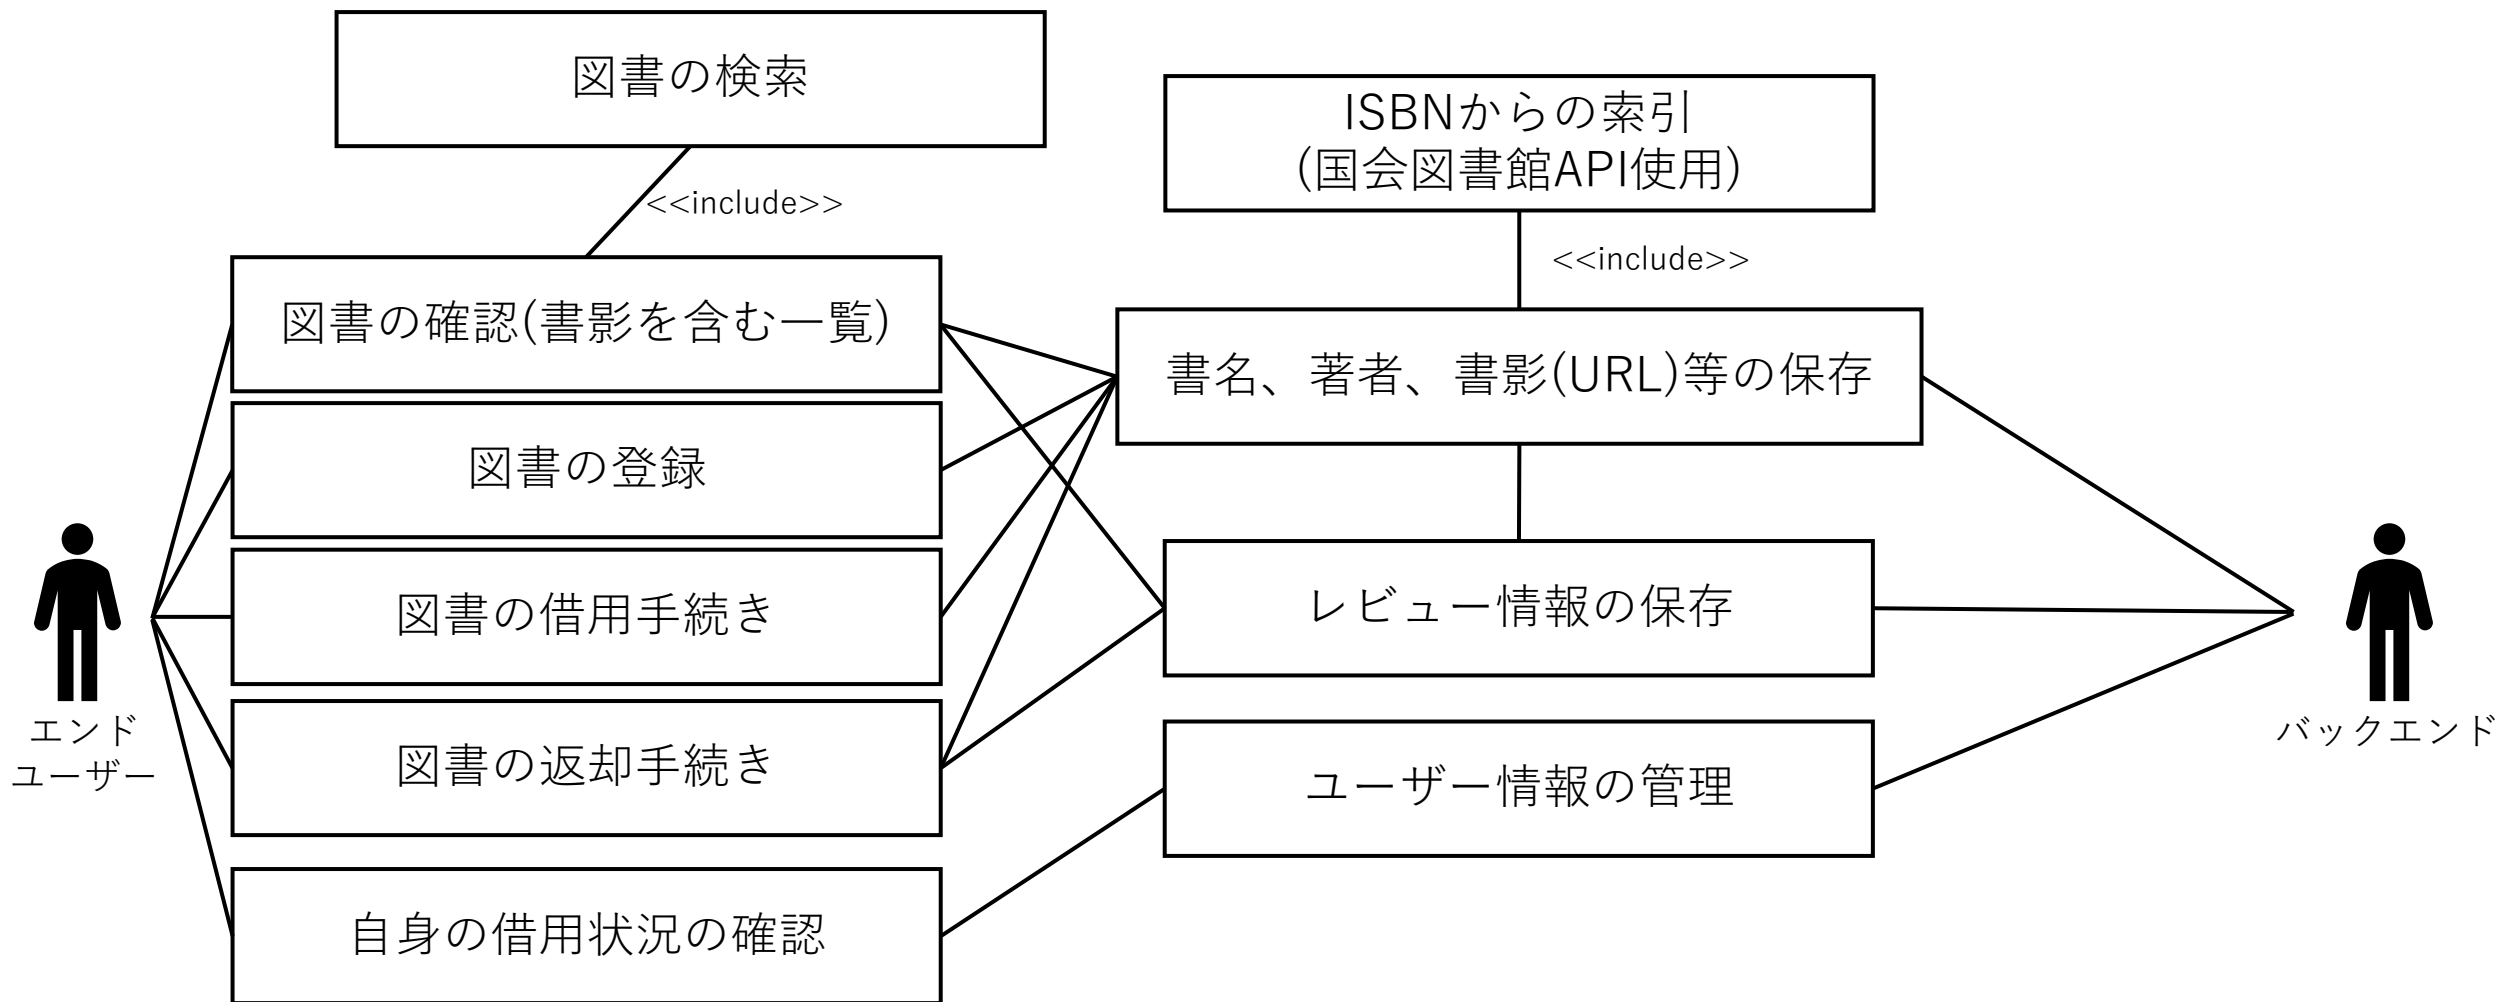 図書の検索
ISBNからの索引
(国会図書館API使用)
<<include>>
<<include>>
図書の確認(書影を含む一覧)
書名、著者、書影(URL)等の保存
図書の登録
図書の借用手続き
レビュー情報の保存
図書の返却手続き
ユーザー情報の管理
自身の借用状況の確認
エンド
ユーザー
バックエンド